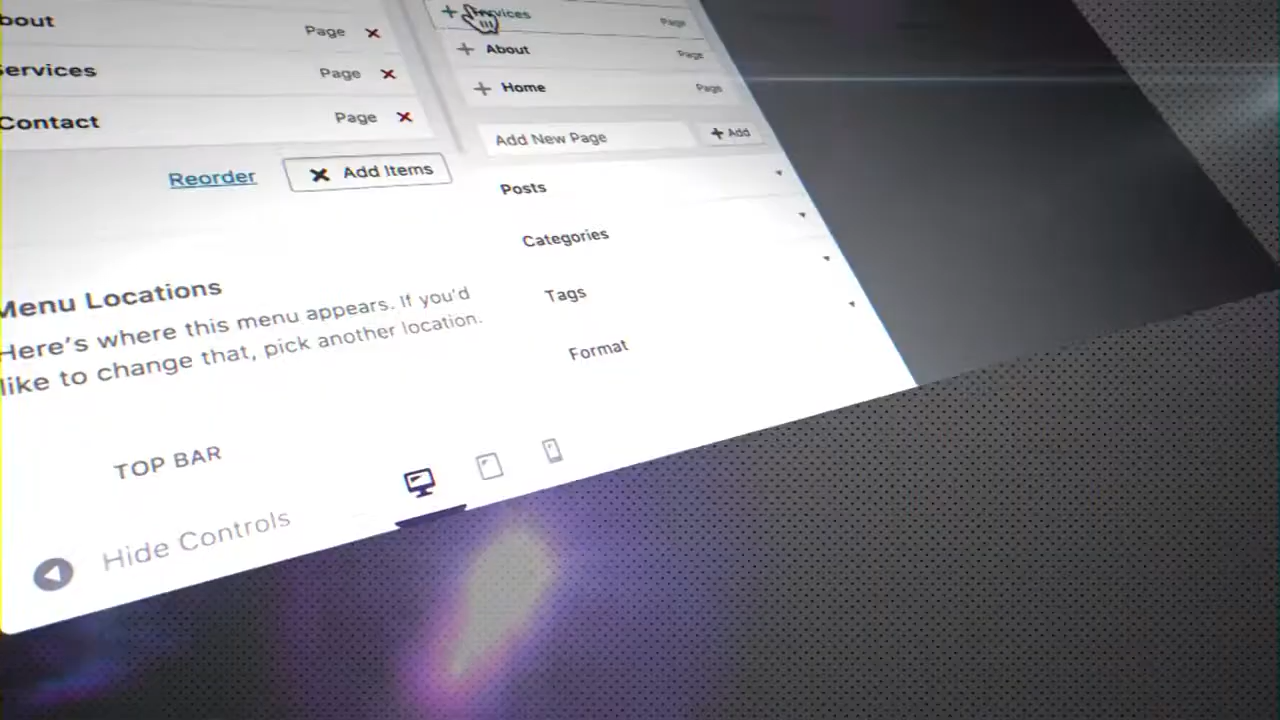 bout
Page
ervices
Page
Contact
Page
Reorder
Add Items
Menu Locations
Here's where this menu appears. If you'd
like to change that, pick another location.
TOP BAR
Hide Controls
Services
Page
About
Page
Home
Page
Add New Page
Add
Posts
Categories
Tags
Format